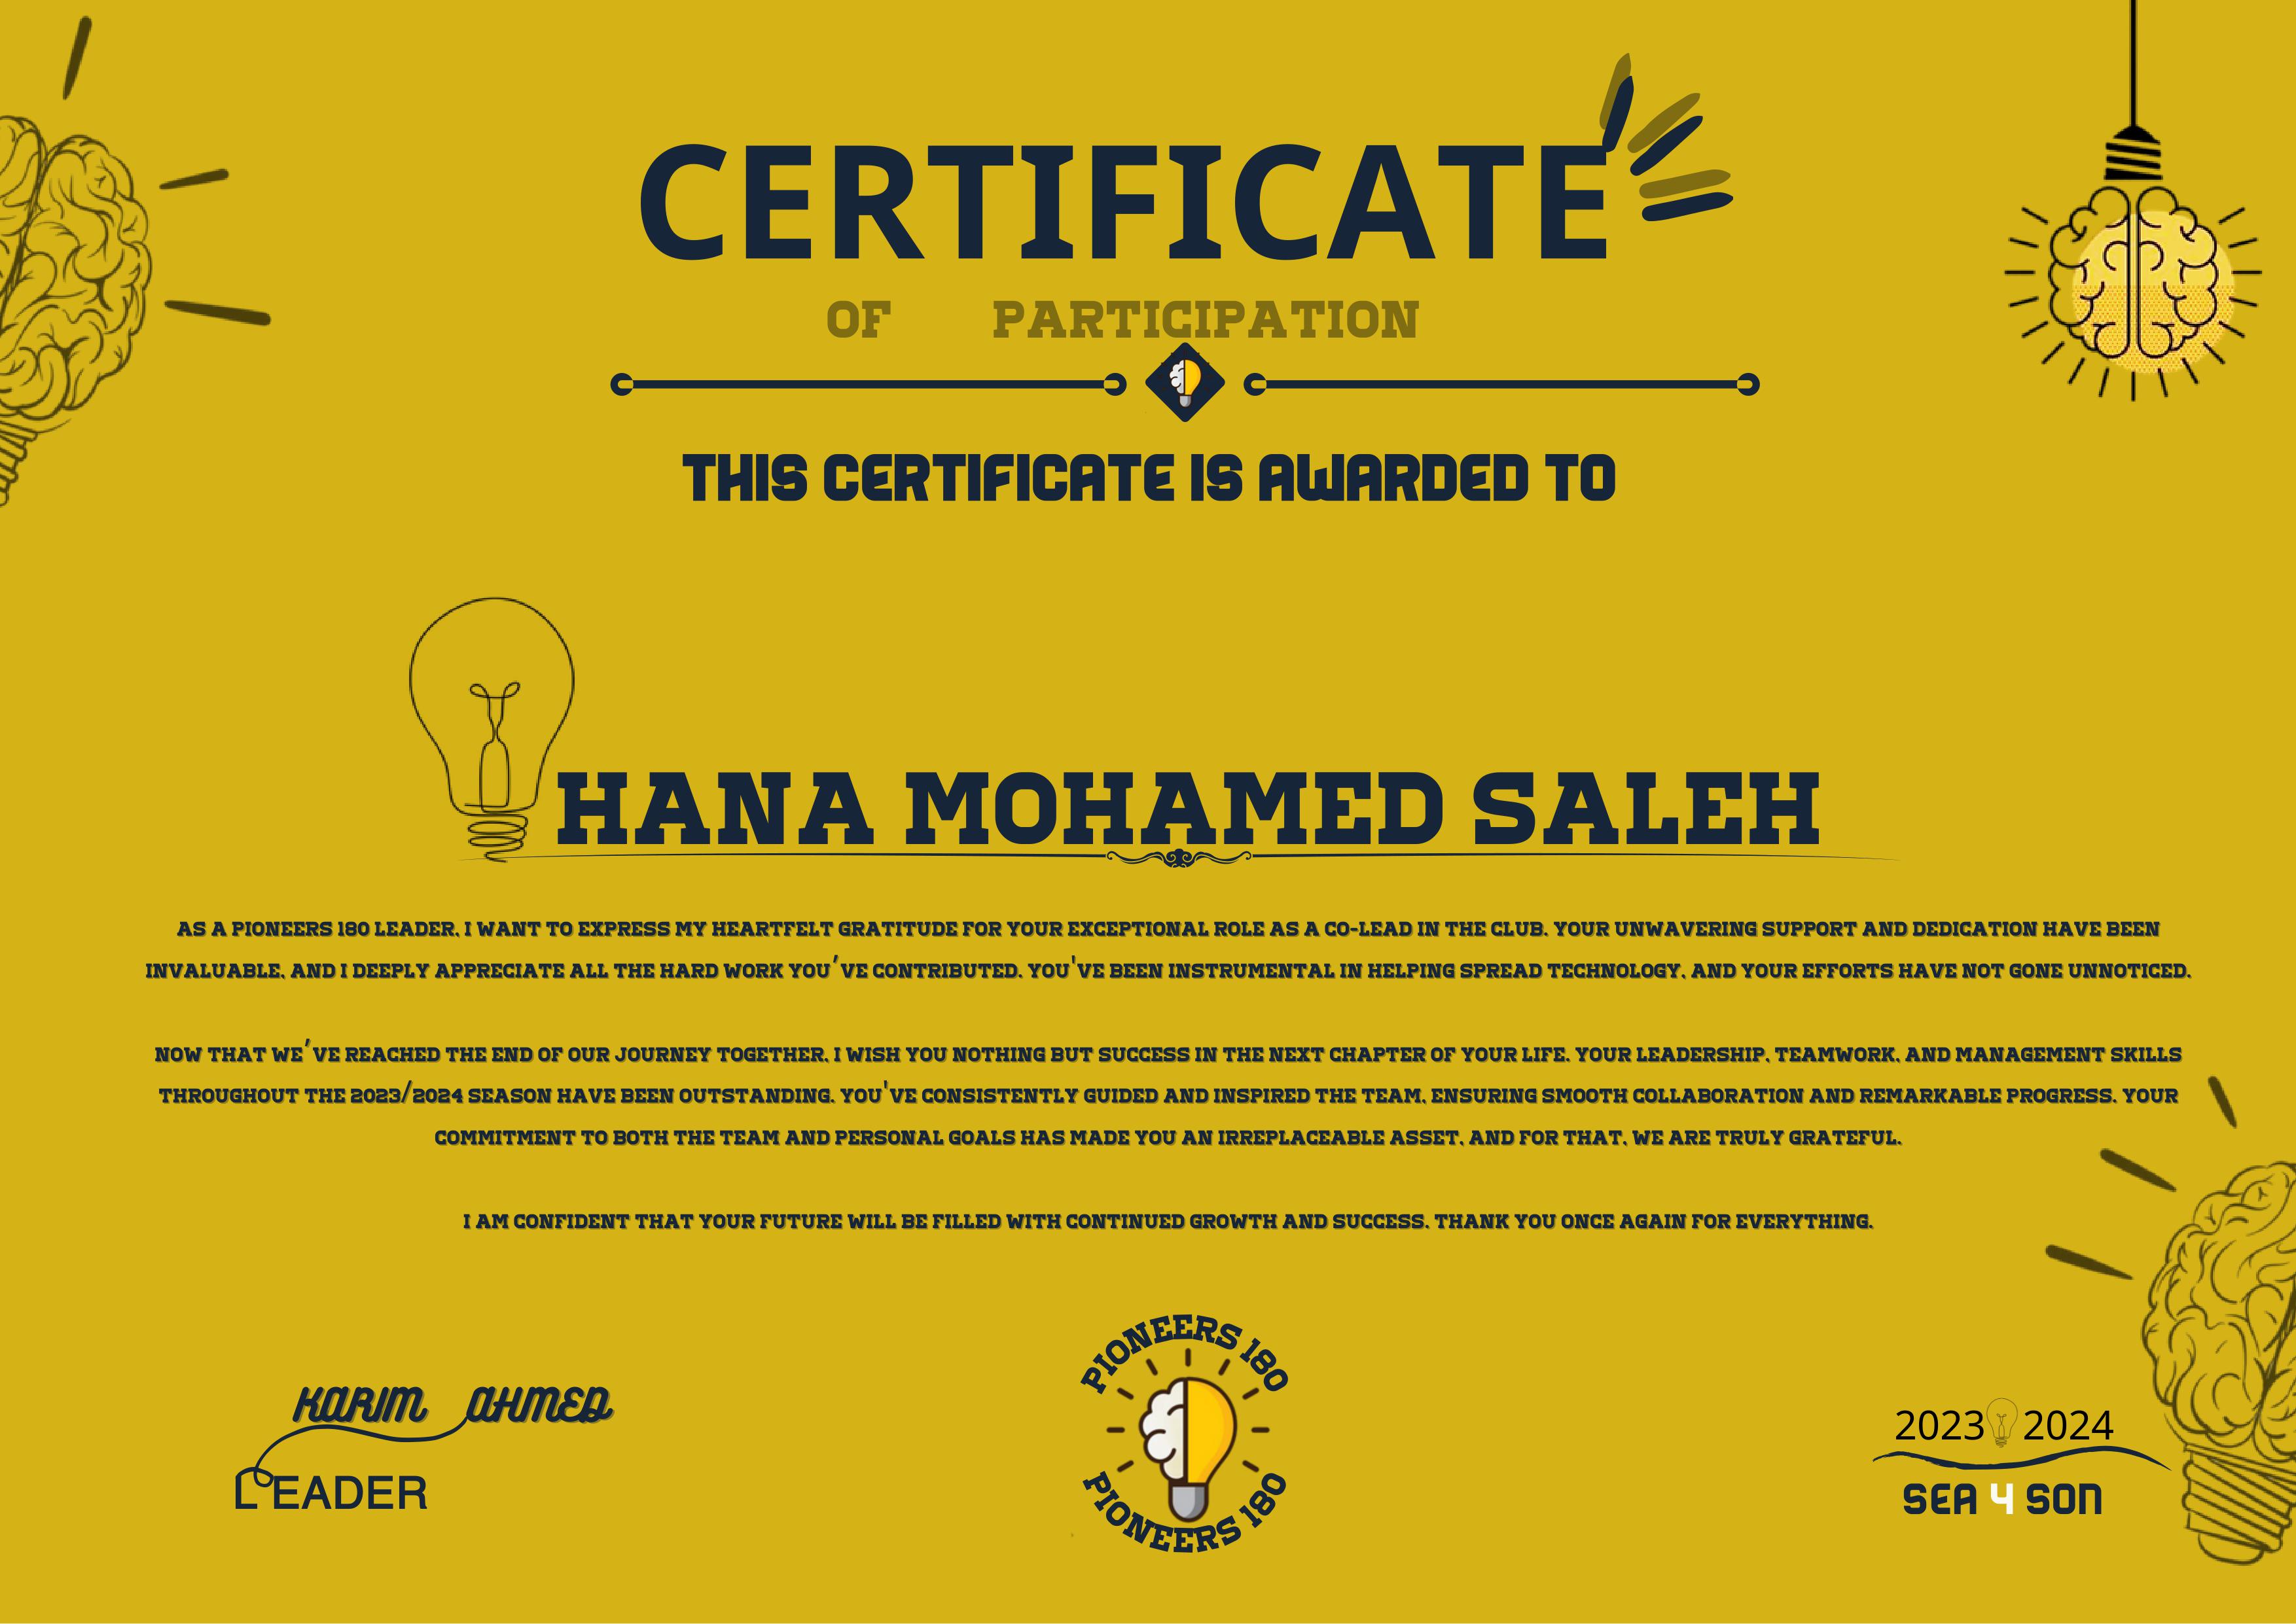 CERTIFICATE
OF PARTICIPATION
THIS CERTIFICATE IS AWARDED TO
HANA MOHAMED SALEH
AS A PIONEERS 180 LEADER, I WANT TO EXPRESS MY HEARTFELT GRATITUDE FOR YOUR EXCEPTIONAL ROLE AS A CO-LEAD IN THE CLUB. YOUR UNWAVERING SUPPORT AND DEDICATION HAVE BEEN
INVALUABLE, AND I DEEPLY APPRECIATE ALL THE HARD WORK YOU'VE CONTRIBUTED. YOU'VE BEEN INSTRUMENTAL IN HELPING SPREAD TECHNOLOGY, AND YOUR EFFORTS HAVE NOT GONE UNNOTICED.
NOW THAT WE'VE REACHED THE END OF OUR JOURNEY TOGETHER, I WISH YOU NOTHING BUT SUCCESS IN THE NEXT CHAPTER OF YOUR LIFE. YOUR LEADERSHIP, TEAMWORK, AND MANAGEMENT SKILLS
THROUGHOUT THE 2023/2024 SEASON HAVE BEEN OUTSTANDING. YOU'VE CONSISTENTLY GUIDED AND INSPIRED THE TEAM, ENSURING SMOOTH COLLABORATION AND REMARKABLE PROGRESS. YOUR
COMMITMENT TO BOTH THE TEAM AND PERSONAL GOALS HAS MADE YOU AN IRREPLACEABLE ASSET, AND FOR THAT, WE ARE TRULY GRATEFUL.
I AM CONFIDENT THAT YOUR FUTURE WILL BE FILLED WITH CONTINUED GROWTH AND SUCCESS. THANK YOU ONCE AGAIN FOR EVERYTHING.
KARIM AHMED
LEADER
PIONEERS 180
PIONEERS 180
2023 2024
SEA 4 SON